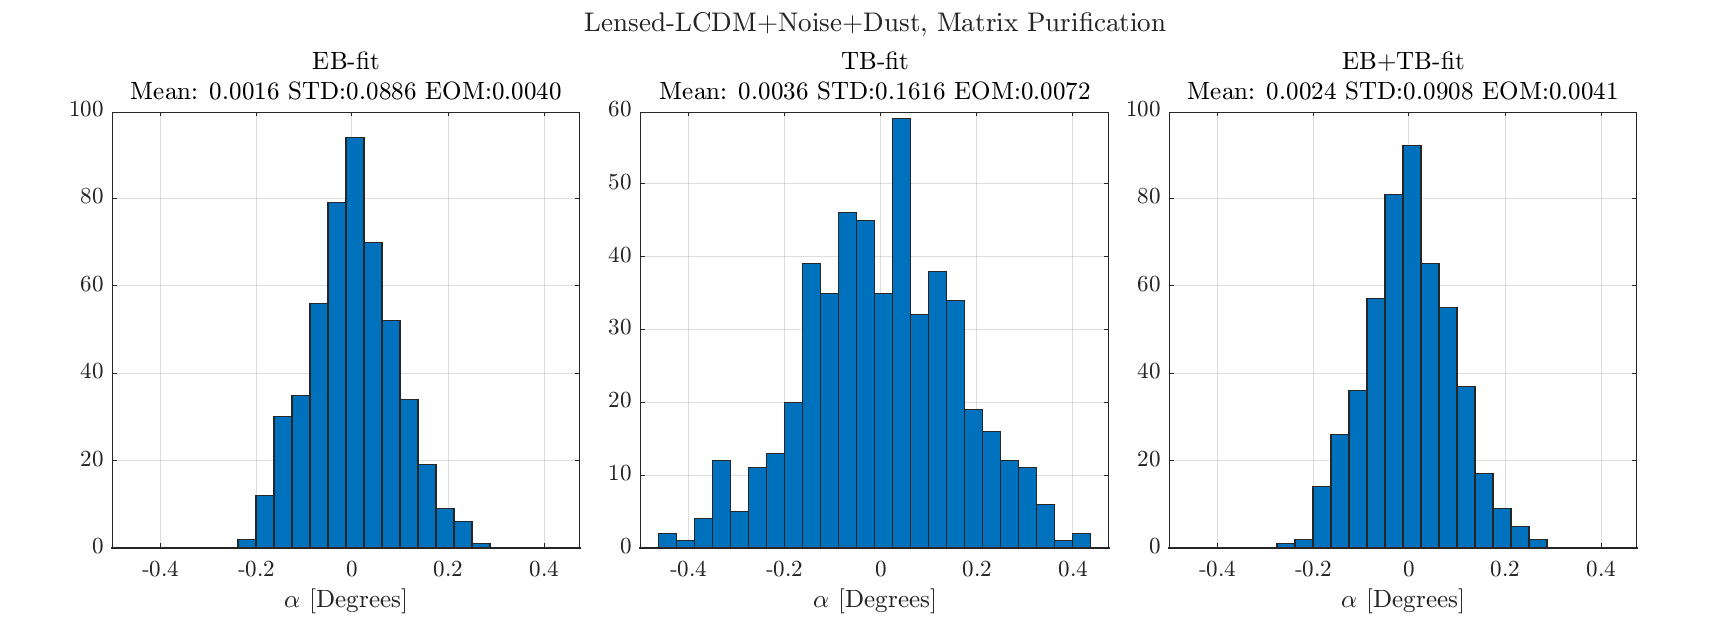 Lensed-LCDM+Noise+Dust, Matrix Purification
EB-fit
Mean: 0.0016 STD:0.0886 EOM:0.0040
100
80
60
40
20
0
-0.4 -0.2 0 0.2 0.4
α [Degrees]
TB-fit
Mean: 0.0036 STD:0.1616 EOM:0.0072
60
50
40
30
20
10
0
-0.4 -0.2 0 0.2 0.4
α [Degrees]
EB+TB-fit
Mean: 0.0024 STD:0.0908 EOM:0.0041
100
80
60
40
20
0
-0.4 -0.2 0 0.2 0.4
α [Degrees]